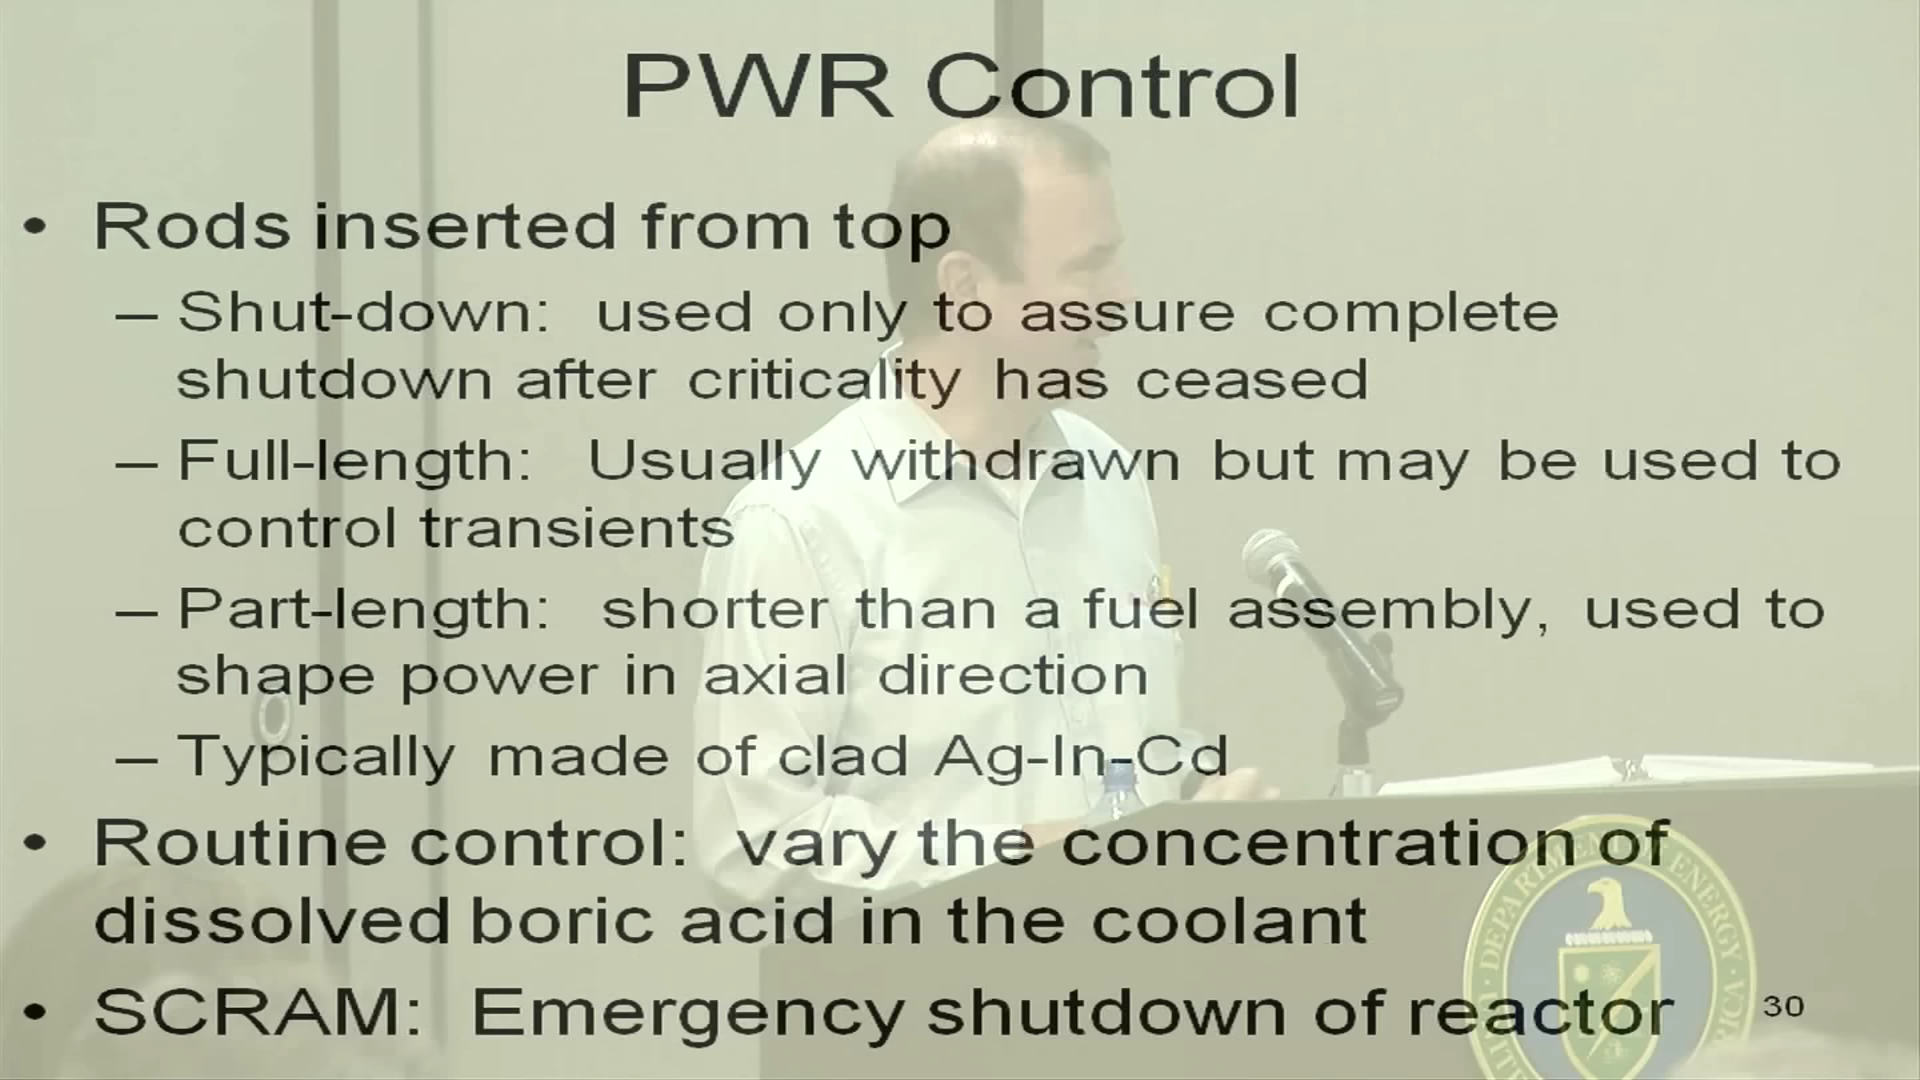 PWR Control
• Rods inserted from top
– Shut-down: used only to assure complete
shutdown after criticality has ceased
– Full-length: Usually withdrawn but may be used to
control transients
– Part-length: shorter than a fuel assembly, used to
shape power in axial direction
– Typically made of clad Ag-In-Cd
• Routine control: vary the concentration of
dissolved boric acid in the coolant
• SCRAM: Emergency shutdown of reactor
30
DEPARTMENT OF ENERGY